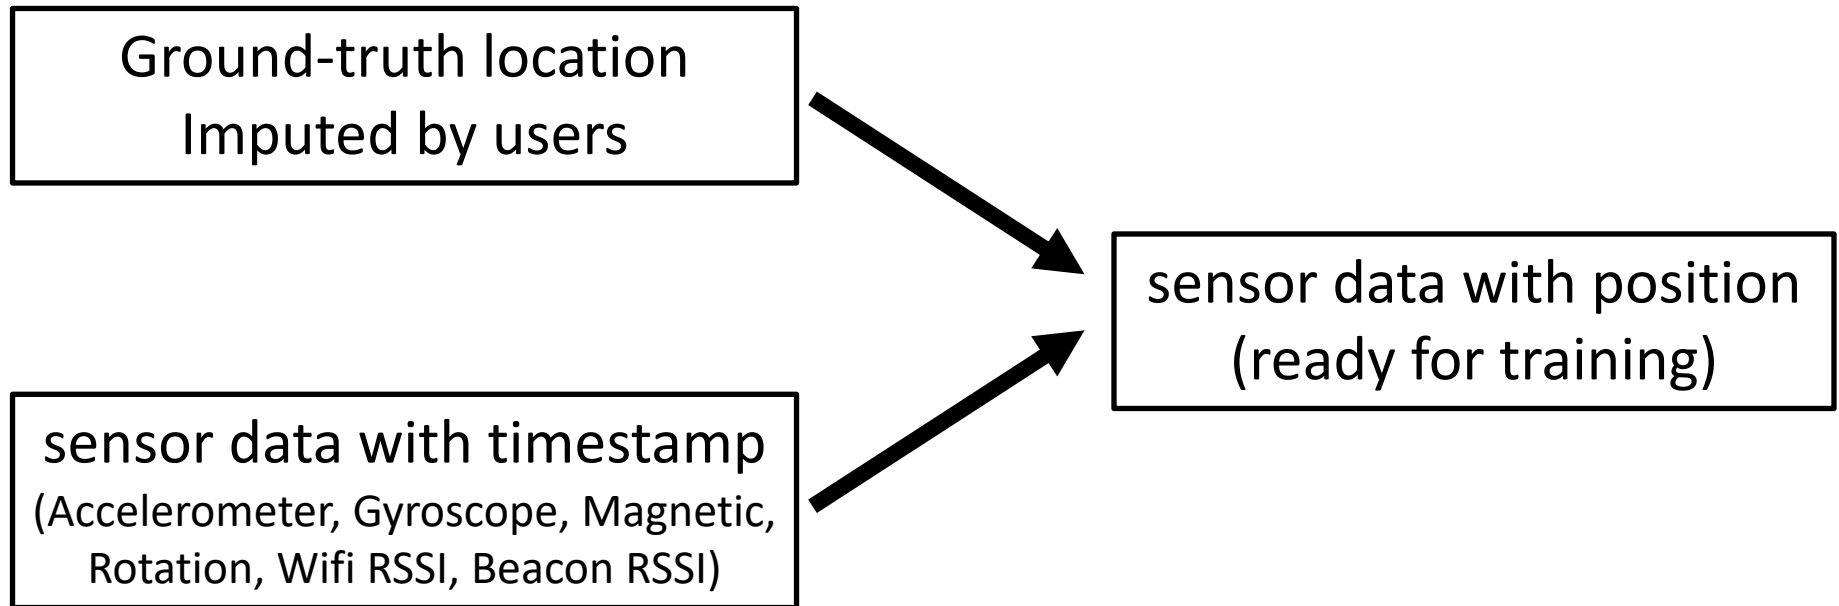 Ground-truth location
Imputed by users
sensor data with timestamp
(Accelerometer, Gyroscope, Magnetic,
Rotation, Wifi RSSI, Beacon RSSI)
sensor data with position
(ready for training)